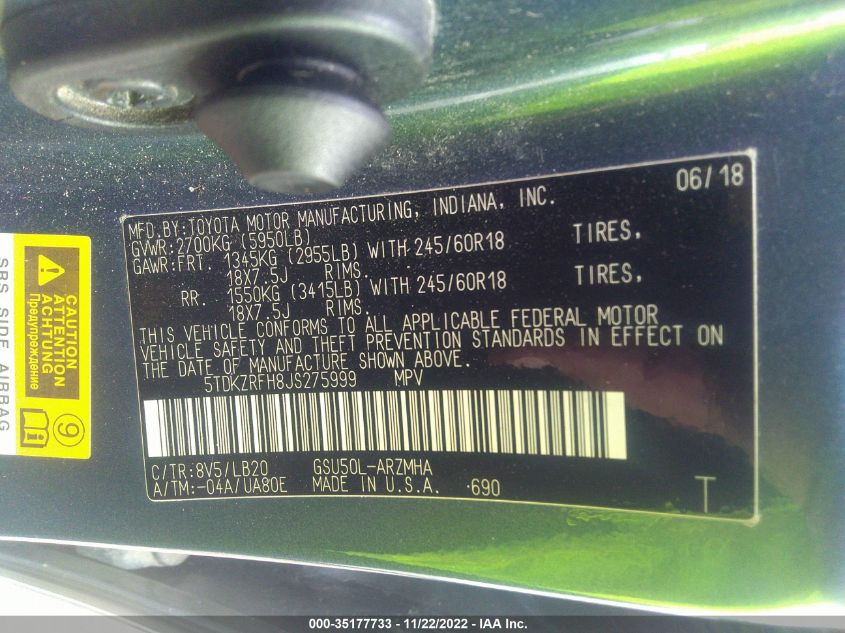 06/18
MFD.BY:TOYOTA MOTOR MANUFACTURING, INDIANA, INC.
GVWR:2700KG (5950LB)
GAWR:FRT. 1345KG (2955LB) WITH 245/60R18 TIRES,
18X7.5J RIMS.
RR. 1550KG (3415LB) WITH 245/60R18 TIRES,
18X7.5J RIMS.
THIS VEHICLE CONFORMS TO ALL APPLICABLE FEDERAL MOTOR
VEHICLE SAFETY AND THEFT PREVENTION STANDARDS IN EFFECT ON
THE DATE OF MANUFACTURE SHOWN ABOVE.
5TDKZRFH8JS275999 MPV
C/TR:8V5/LB20 GSU50L-ARZMHA
A/TM:-04A/UA80E MADE IN U.S.A. ·690 T
SRS SIDE AIRBAG
CAUTION
ATTENTION
ACHTUNG
Предупреждение
9
000-35177733 - 11/22/2022 - IAA Inc.